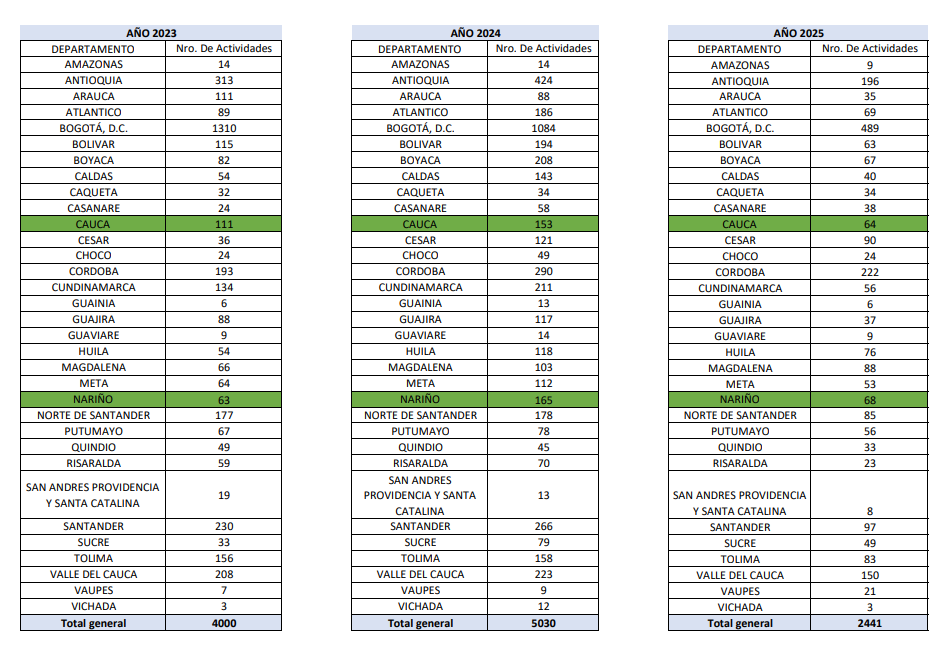 AÑO 2023
DEPARTAMENTO Nro. De Actividades
AMAZONAS 14
ANTIOQUIA 313
ARAUCA 111
ATLANTICO 89
BOGOTÁ, D.C. 1310
BOLIVAR 115
BOYACA 82
CALDAS 54
CAQUETA 32
CASANARE 24
CAUCA 111
CESAR 36
CHOCO 24
CORDOBA 193
CUNDINAMARCA 134
GUAINIA 6
GUAJIRA 88
GUAVIARE 9
HUILA 54
MAGDALENA 66
META 64
NARIÑO 63
NORTE DE SANTANDER 177
PUTUMAYO 67
QUINDIO 49
RISARALDA 59
SAN ANDRES PROVIDENCIA
Y SANTA CATALINA 19
SANTANDER 230
SUCRE 33
TOLIMA 156
VALLE DEL CAUCA 208
VAUPES 7
VICHADA 3
Total general 4000
AÑO 2024
DEPARTAMENTO Nro. De Actividades
AMAZONAS 14
ANTIOQUIA 424
ARAUCA 88
ATLANTICO 186
BOGOTÁ, D.C. 1084
BOLIVAR 194
BOYACA 208
CALDAS 143
CAQUETA 34
CASANARE 58
CAUCA 153
CESAR 121
CHOCO 49
CORDOBA 290
CUNDINAMARCA 211
GUAINIA 13
GUAJIRA 117
GUAVIARE 14
HUILA 118
MAGDALENA 103
META 112
NARIÑO 165
NORTE DE SANTANDER 178
PUTUMAYO 78
QUINDIO 45
RISARALDA 70
SAN ANDRES
PROVIDENCIA Y SANTA 13
CATALINA
SANTANDER 266
SUCRE 79
TOLIMA 158
VALLE DEL CAUCA 223
VAUPES 9
VICHADA 12
Total general 5030
AÑO 2025
DEPARTAMENTO Nro. De Actividades
AMAZONAS 9
ANTIOQUIA 196
ARAUCA 35
ATLANTICO 69
BOGOTÁ, D.C. 489
BOLIVAR 63
BOYACA 67
CALDAS 40
CAQUETA 34
CASANARE 38
CAUCA 64
CESAR 90
CHOCO 24
CORDOBA 222
CUNDINAMARCA 56
GUAINIA 6
GUAJIRA 37
GUAVIARE 9
HUILA 76
MAGDALENA 88
META 53
NARIÑO 68
NORTE DE SANTANDER 85
PUTUMAYO 56
QUINDIO 33
RISARALDA 23
SAN ANDRES PROVIDENCIA
Y SANTA CATALINA 8
SANTANDER 97
SUCRE 49
TOLIMA 83
VALLE DEL CAUCA 150
VAUPES 21
VICHADA 3
Total general 2441